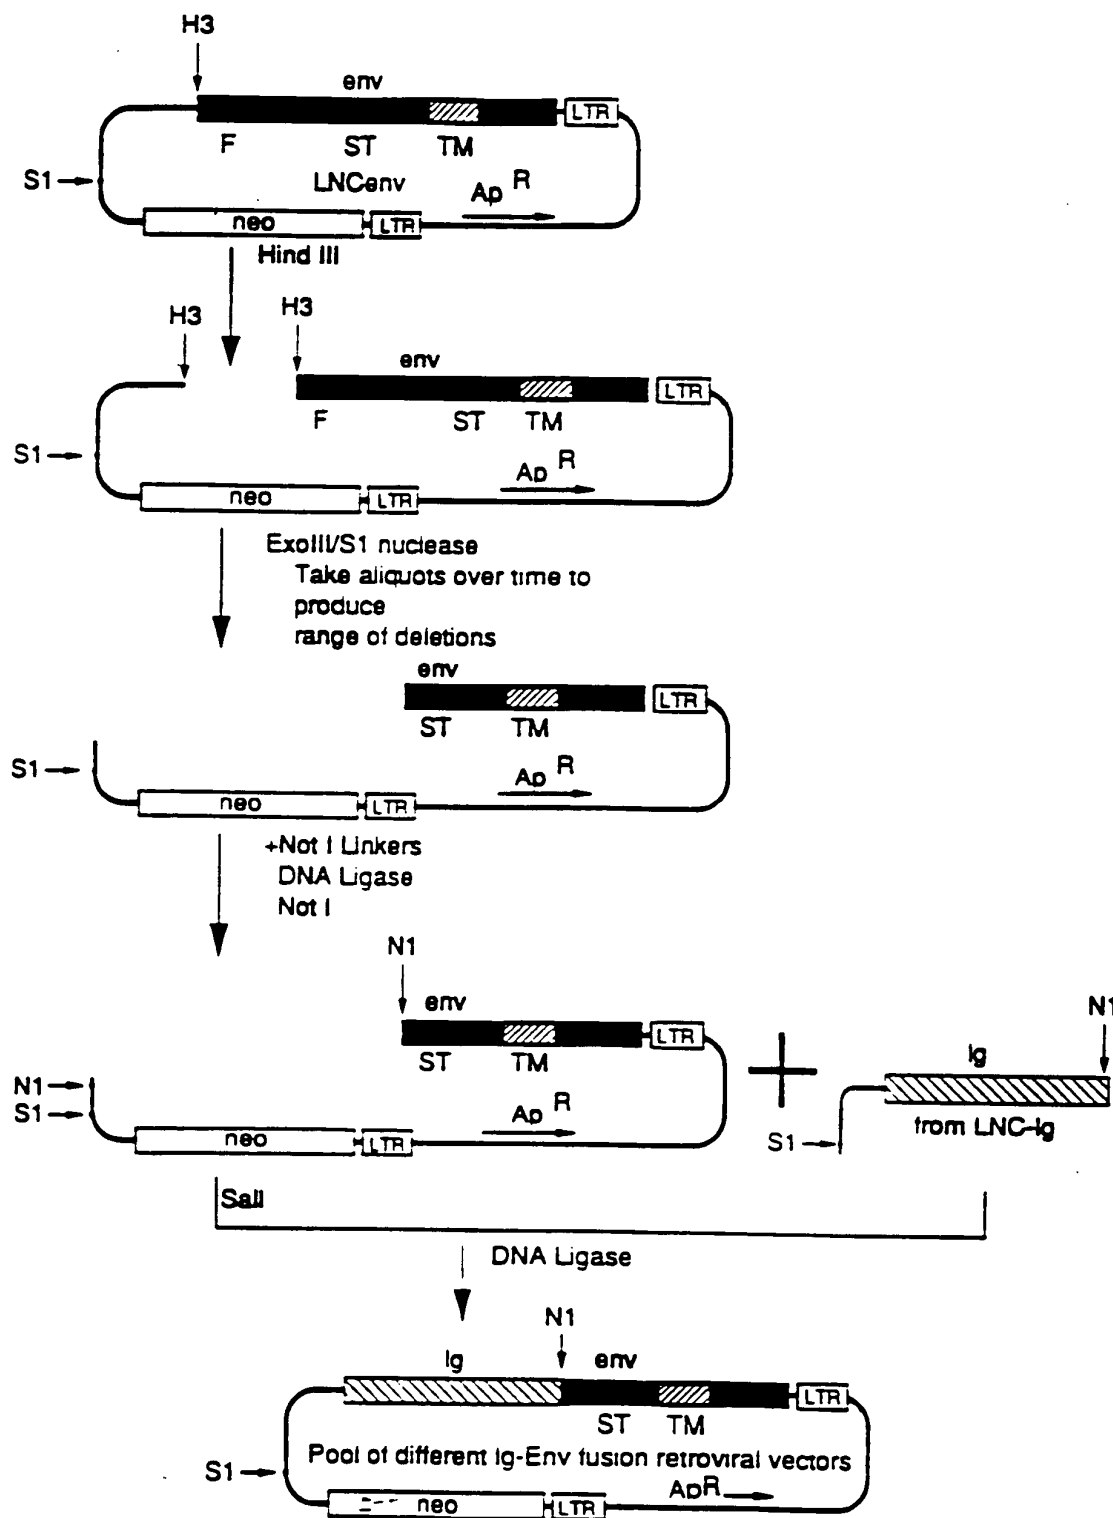 H3
env
LTR
F ST TM
S1
LNCenv
Ap R
neo
LTR
Hind III
H3
H3
env
LTR
F ST TM
S1
Ap R
neo
LTR
ExoIII/S1 nuclease
Take aliquots over time to
produce
range of deletions
env
LTR
ST TM
S1
Ap R
neo
LTR
+Not I Linkers
DNA Ligase
Not I
N1
env
LTR
ST TM
N1
S1
Ap R
neo
LTR
+
N1
Ig
from LNC-Ig
S1
SalI
DNA Ligase
N1
Ig
env
LTR
ST TM
Pool of different Ig-Env fusion retroviral vectors
S1
ApR
neo
LTR